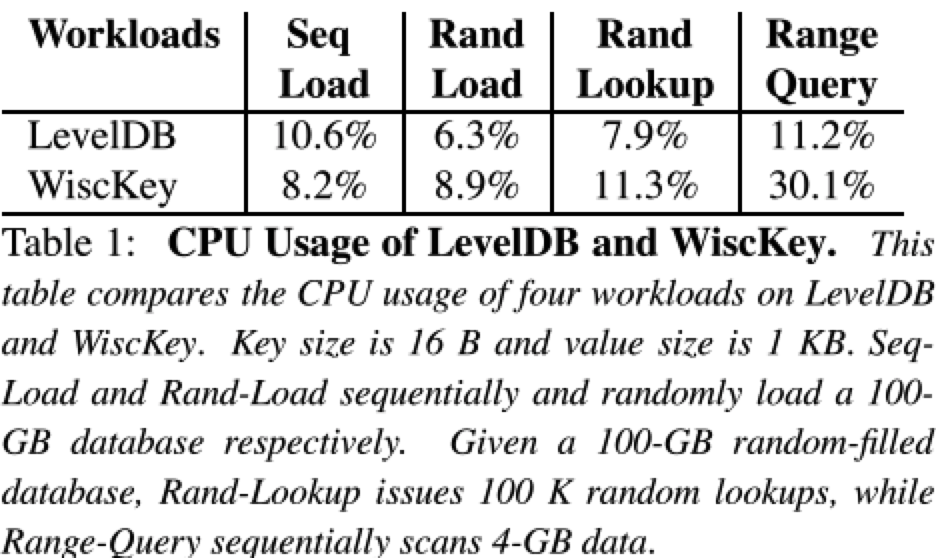 Workloads Seq Rand Rand Range
Load Load Lookup Query
LevelDB 10.6% 6.3% 7.9% 11.2%
WiscKey 8.2% 8.9% 11.3% 30.1%
Table 1: CPU Usage of LevelDB and WiscKey. This
table compares the CPU usage of four workloads on LevelDB
and WiscKey. Key size is 16 B and value size is 1 KB. Seq-
Load and Rand-Load sequentially and randomly load a 100-
GB database respectively. Given a 100-GB random-filled
database, Rand-Lookup issues 100 K random lookups, while
Range-Query sequentially scans 4-GB data.